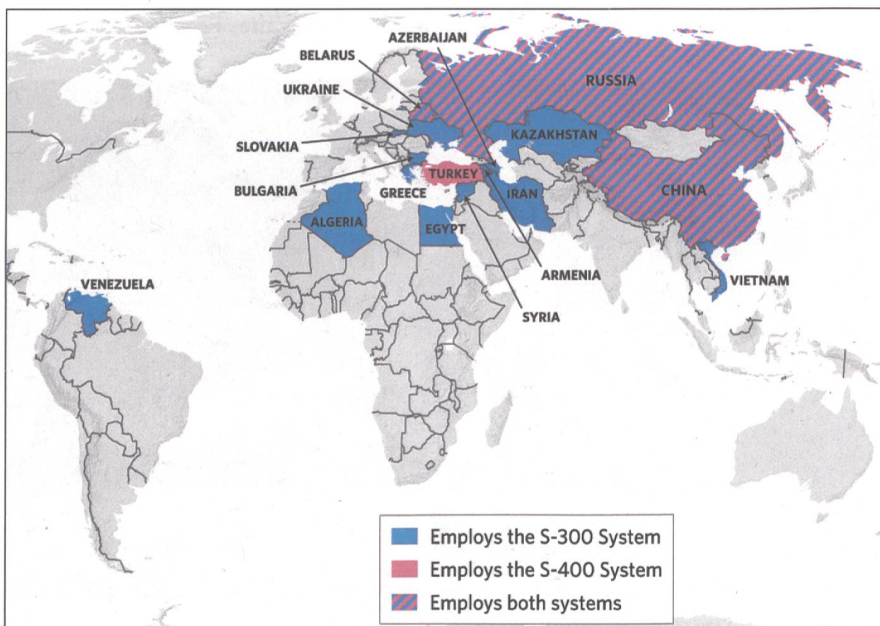 AZERBAIJAN
BELARUS
RUSSIA
UKRAINE
KAZAKHSTAN
SLOVAKIA
TURKEY
BULGARIA
GREECE
IRAN
CHINA
ALGERIA
EGYPT
ARMENIA
VENEZUELA
VIETNAM
SYRIA
Employs the S-300 System
Employs the S-400 System
Employs both systems